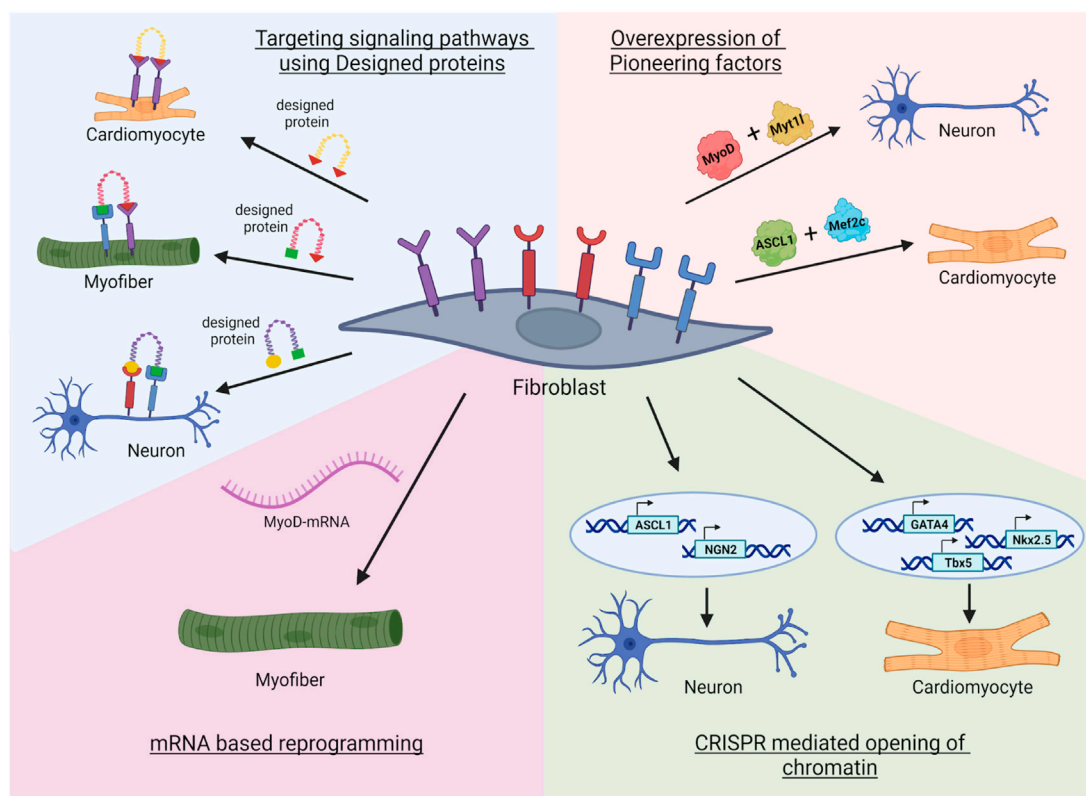 Targeting signaling pathways
using Designed proteins
designed
protein
Cardiomyocyte
designed
protein
Myofiber
designed
protein
Neuron
Overexpression of
Pioneering factors
MyoD + Myt1l
Neuron
ASCL1 + Mef2c
Cardiomyocyte
Fibroblast
MyoD-mRNA
Myofiber
mRNA based reprogramming
ASCL1
NGN2
Neuron
GATA4
Nkx2.5
Tbx5
Cardiomyocyte
CRISPR mediated opening of
chromatin